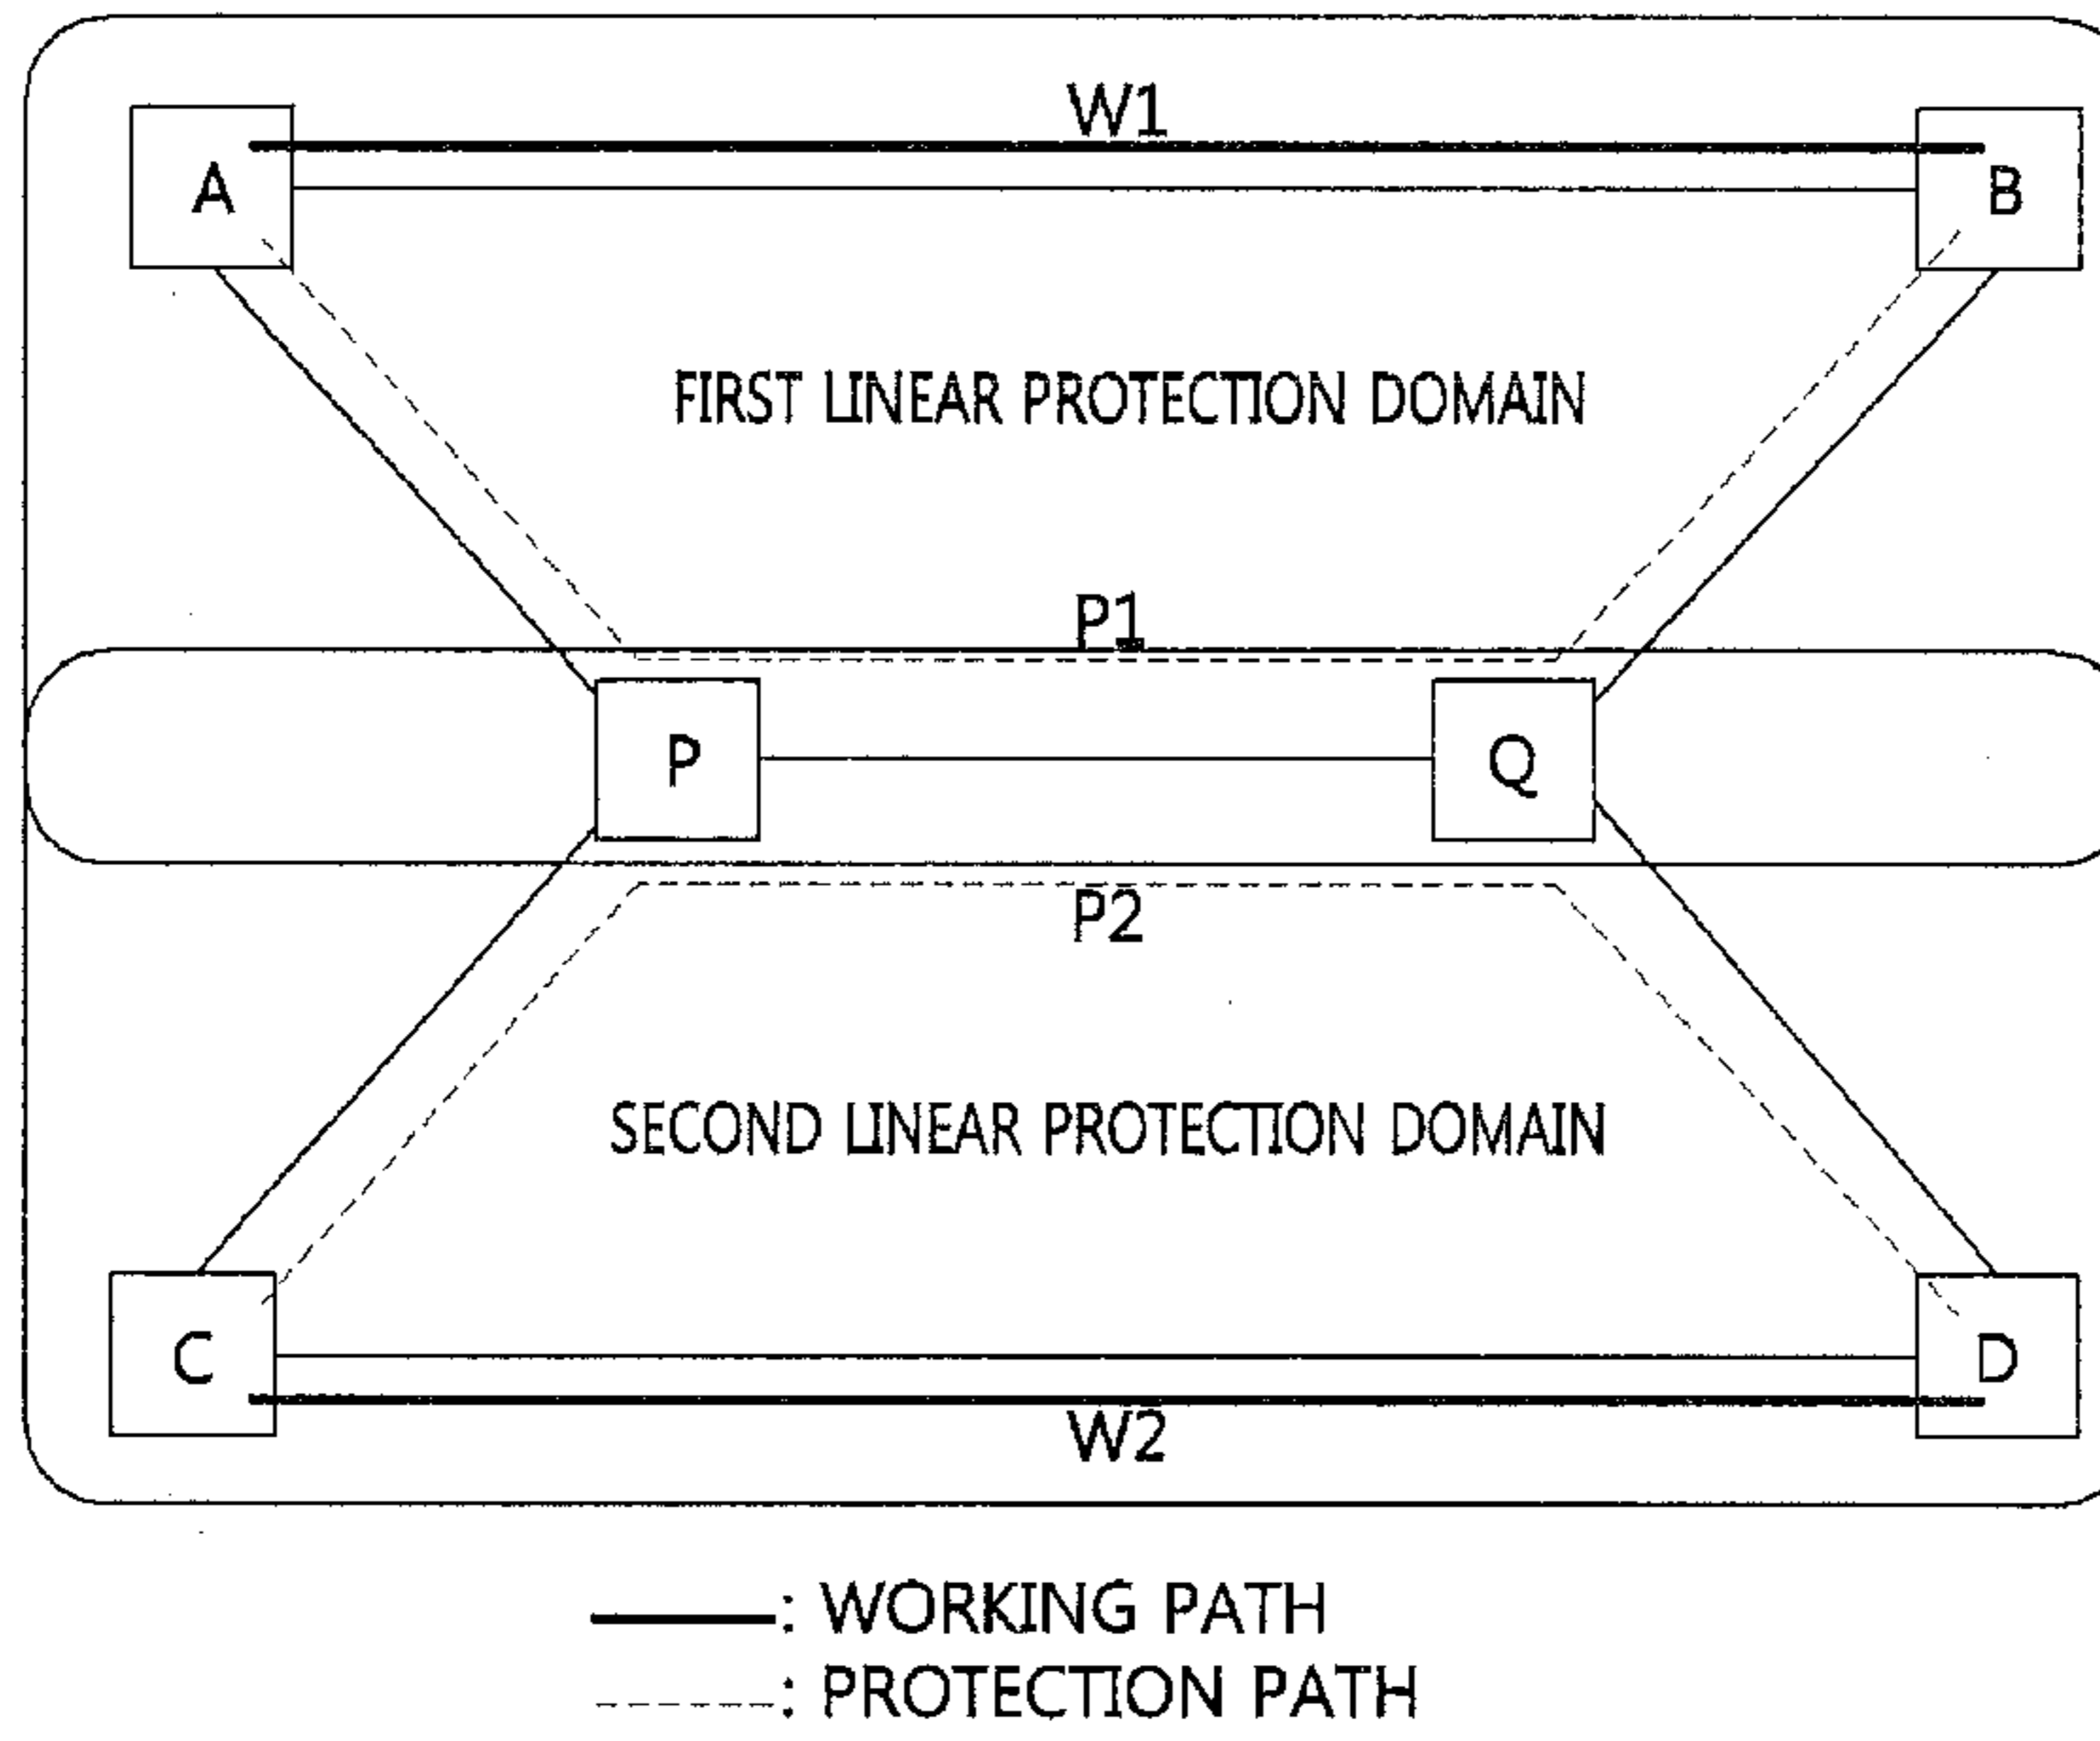 W1
A
B
FIRST LINEAR PROTECTION DOMAIN
P1
P
Q
P2
SECOND LINEAR PROTECTION DOMAIN
C
D
W2
: WORKING PATH
: PROTECTION PATH